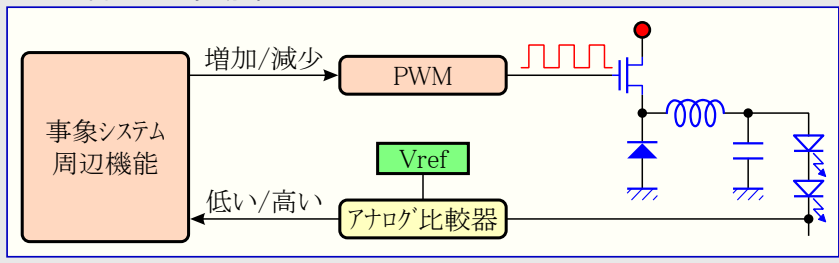 増加/減少
PWM
事象システム
周辺機能
Vref
低い/高い
アナログ比較器